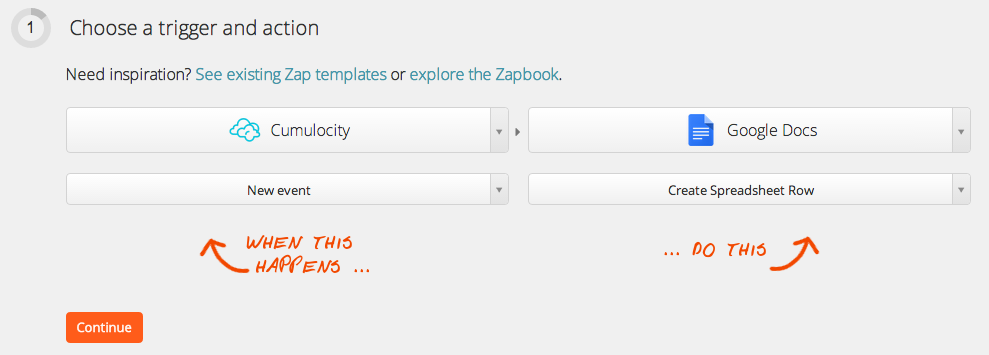 1 Choose a trigger and action
Need inspiration? See existing Zap templates or explore the Zapbook.
Cumulocity
Google Docs
New event
Create Spreadsheet Row
WHEN THIS
HAPPENS ...
... DO THIS
Continue